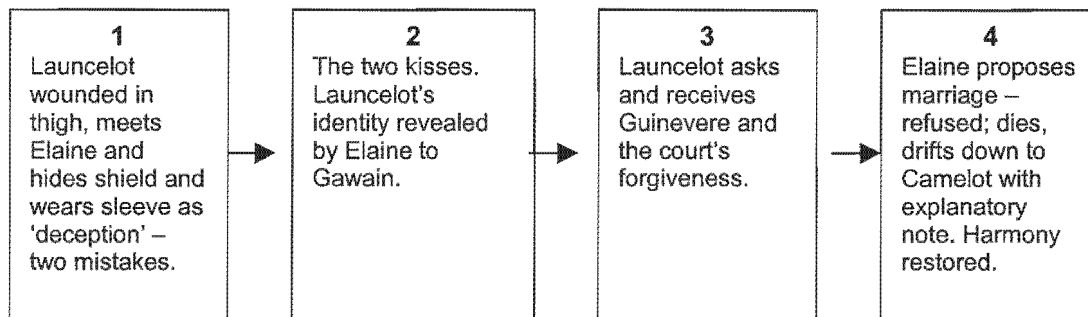 1
Launcelot
wounded in
thigh, meets
Elaine and
hides shield and
wears sleeve as
'deception' –
two mistakes.
2
The two kisses.
Launcelot's
identity revealed
by Elaine to
Gawain.
3
Launcelot asks
and receives
Guinevere and
the court's
forgiveness.
4
Elaine proposes
marriage –
refused; dies,
drifts down to
Camelot with
explanatory
note. Harmony
restored.